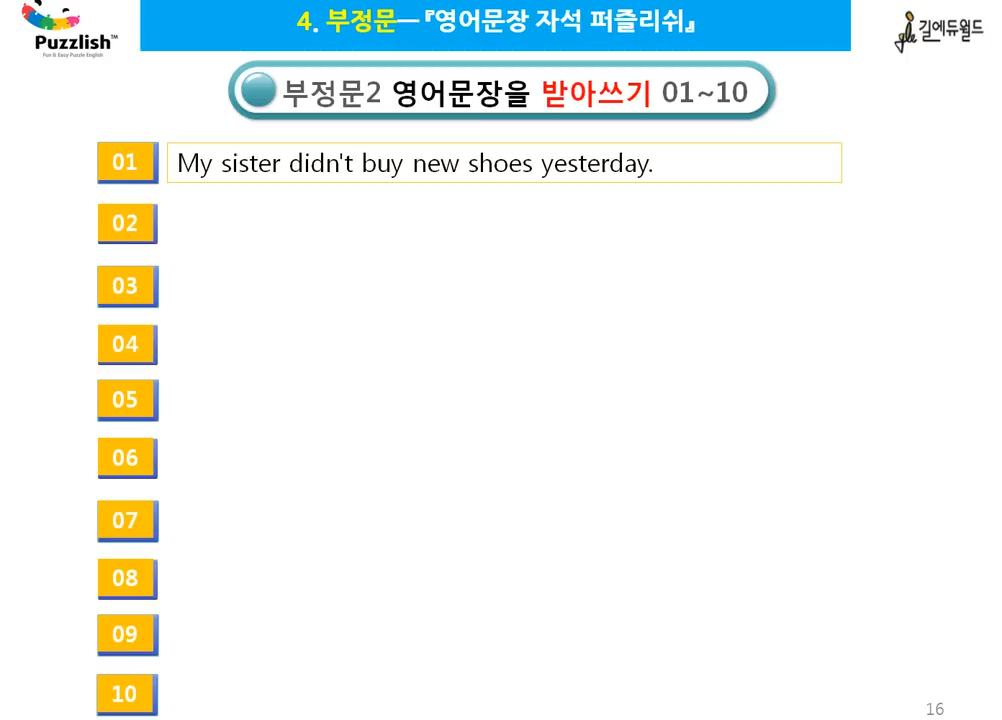 Puzzlish™
Fun & Easy Puzzle English
4. 부정문―『영어문장 자석 퍼즐리쉬』
gile 길에듀월드
부정문2 영어문장을 받아쓰기 01~10
01 My sister didn't buy new shoes yesterday.
02
03
04
05
06
07
08
09
10
16